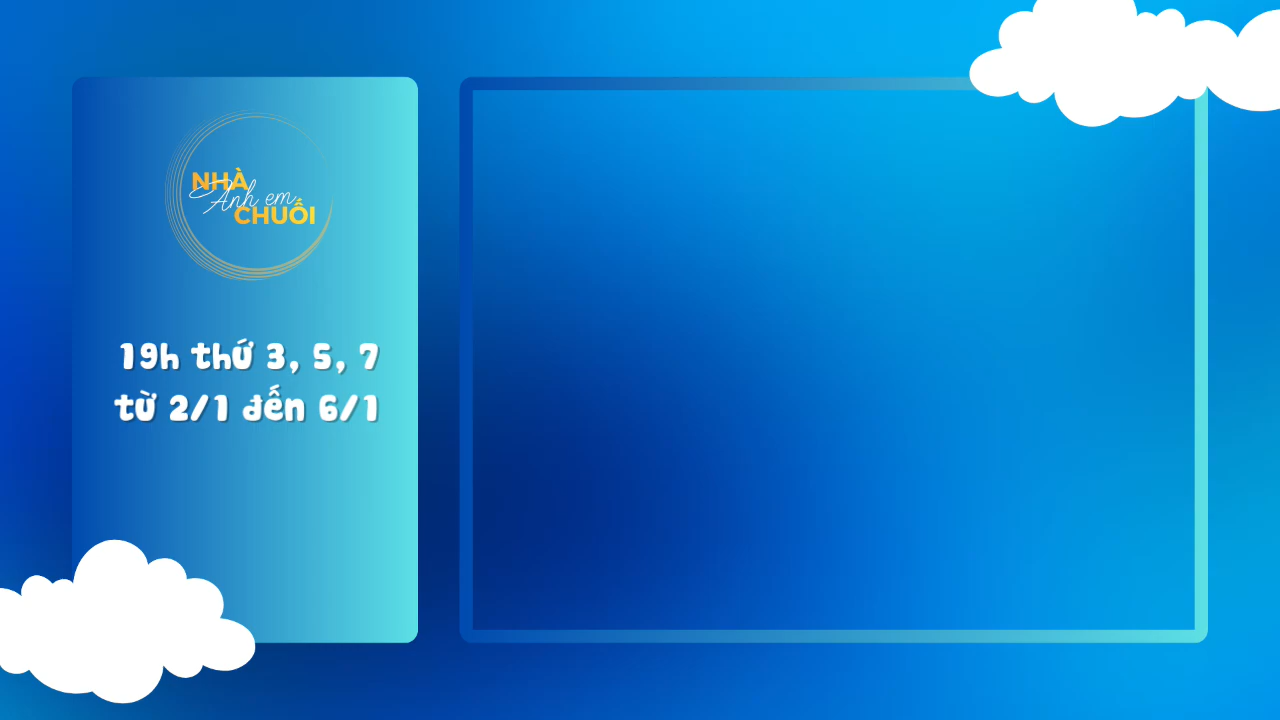 NHÀ
Anh em
CHUỐI
19h thứ 3, 5, 7
từ 2/1 đến 6/1